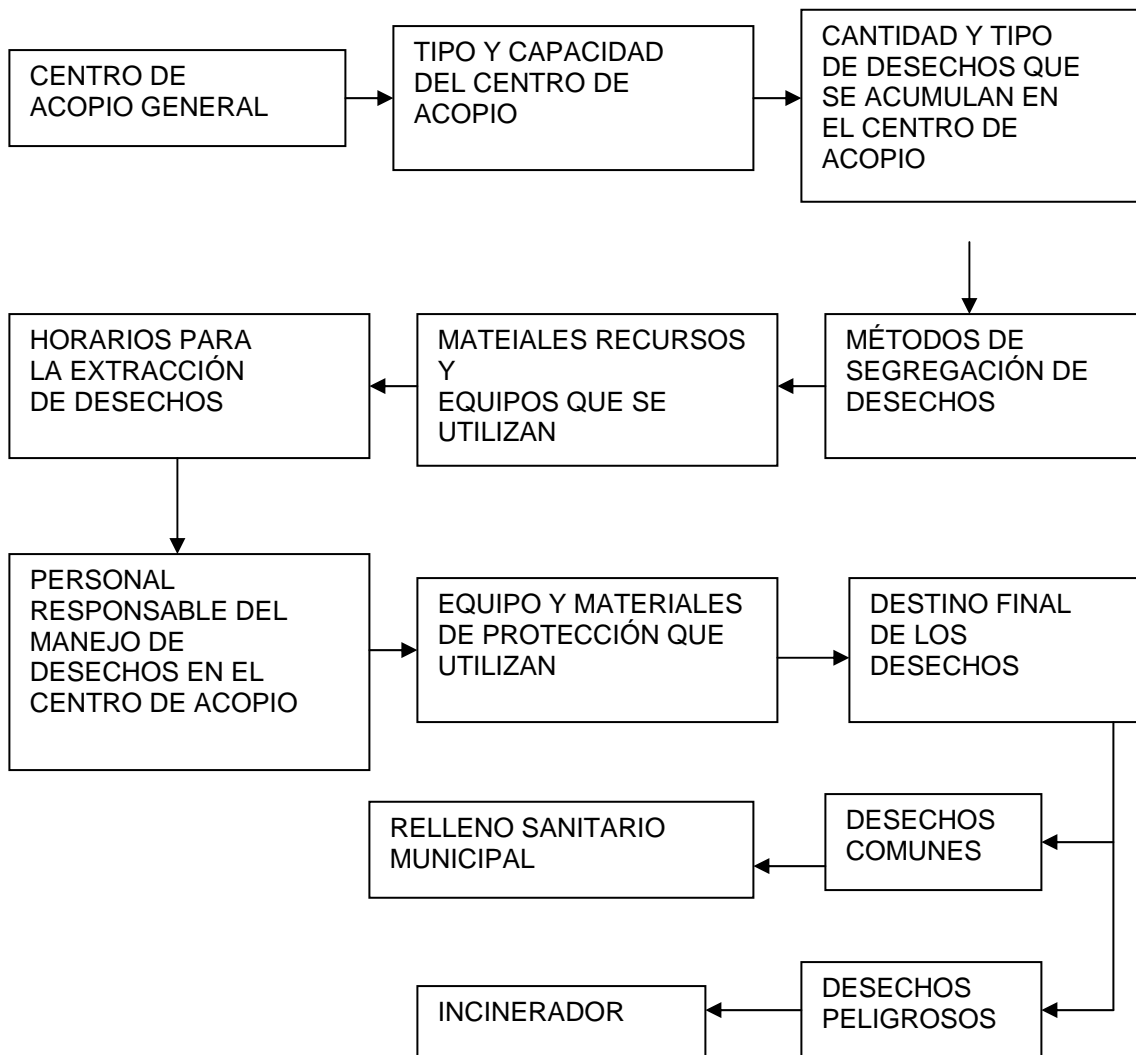 CENTRO DE
ACOPIO GENERAL
TIPO Y CAPACIDAD
DEL CENTRO DE
ACOPIO
CANTIDAD Y TIPO
DE DESECHOS QUE
SE ACUMULAN EN
EL CENTRO DE
ACOPIO
MÉTODOS DE
SEGREGACIÓN DE
DESECHOS
MATEIALES RECURSOS
Y
EQUIPOS QUE SE
UTILIZAN
HORARIOS PARA
LA EXTRACCIÓN
DE DESECHOS
PERSONAL
RESPONSABLE DEL
MANEJO DE
DESECHOS EN EL
CENTRO DE ACOPIO
EQUIPO Y MATERIALES
DE PROTECCIÓN QUE
UTILIZAN
DESTINO FINAL
DE LOS
DESECHOS
DESECHOS
COMUNES
RELLENO SANITARIO
MUNICIPAL
DESECHOS
PELIGROSOS
INCINERADOR